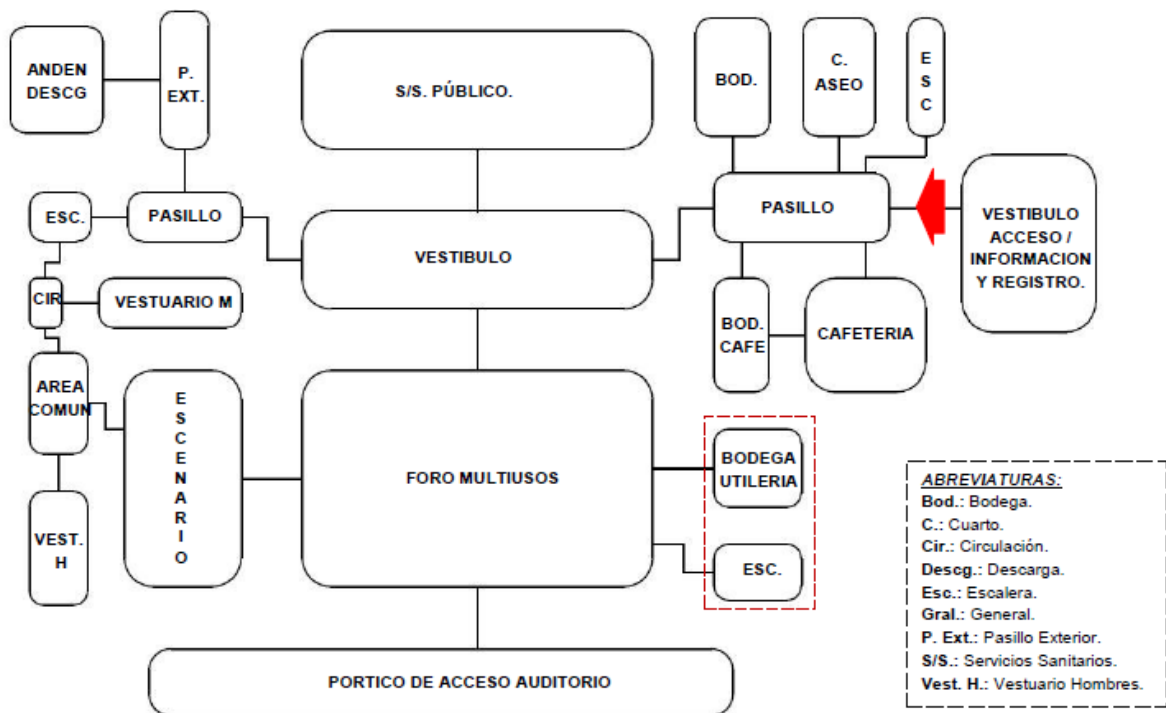 ANDEN
DESCG
P.
EXT.
S/S. PÚBLICO.
BOD.
C.
ASEO
E
S
C
ESC.
PASILLO
VESTIBULO
PASILLO
VESTIBULO
ACCESO /
INFORMACION
Y REGISTRO.
CIR
VESTUARIO M
BOD.
CAFE
CAFETERIA
AREA
COMUN
E
S
C
E
N
A
R
I
O
FORO MULTIUSOS
BODEGA
UTILERIA
VEST.
H
ESC.
PORTICO DE ACCESO AUDITORIO
ABREVIATURAS:
Bod.: Bodega.
C.: Cuarto.
Cir.: Circulación.
Descg.: Descarga.
Esc.: Escalera.
Gral.: General.
P. Ext.: Pasillo Exterior.
S/S.: Servicios Sanitarios.
Vest. H.: Vestuario Hombres.